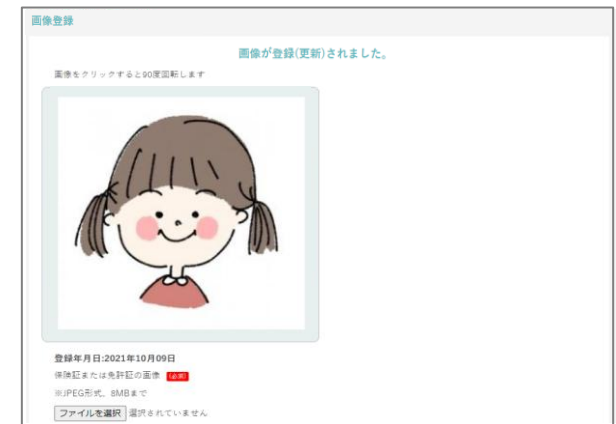 画像登録
画像が登録(更新)されました。
画像をクリックすると90度回転します
登録年月日:2021年10月09日
保険証または免許証の画像 (必須)
※JPEG形式、8MBまで
ファイルを選択 選択されていません